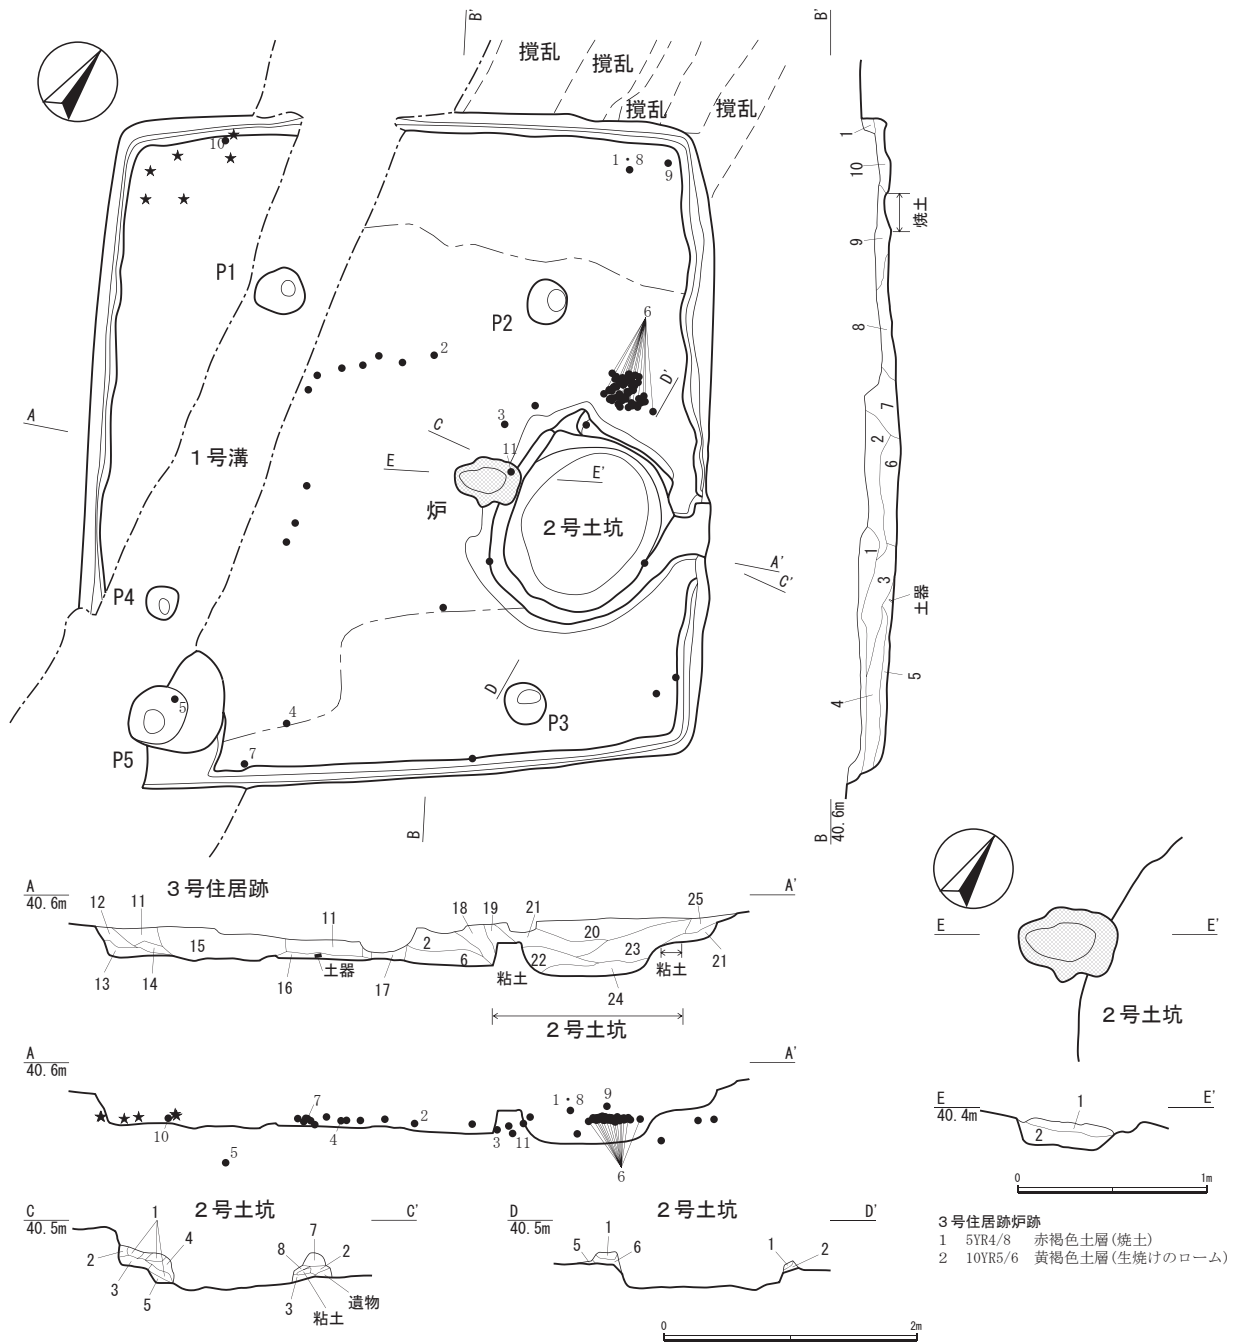 B'
B'
撹乱
撹乱
撹乱
撹乱
10
1・8
9
1
10
焼土
9
8
7
2
6
1
3
土器
5
4
B
40.6m
P1
P2
6
2
D'
A
3
C
11
E
E'
1号溝
炉
2号土坑
A'
C'
P4
D
5
4
P3
P5
7
B
A
40.6m
3号住居跡
A'
12
11
11
18
19
21
25
15
2
20
6
22
23
粘土
粘土
21
13
14
16
土器
17
24
2号土坑
A
40.6m
A'
7
2
1・8
9
10
4
3
11
5
6
C
40.5m
2号土坑
C'
1
2
4
3
5
8
7
2
3
粘土
遺物
D
40.5m
2号土坑
D'
1
5
6
1
2
0
2m
E
E'
2号土坑
E
40.4m
E'
1
2
0
1m
3号住居跡炉跡
1 5YR4/8 赤褐色土層(焼土)
2 10YR5/6 黄褐色土層(生焼けのローム)